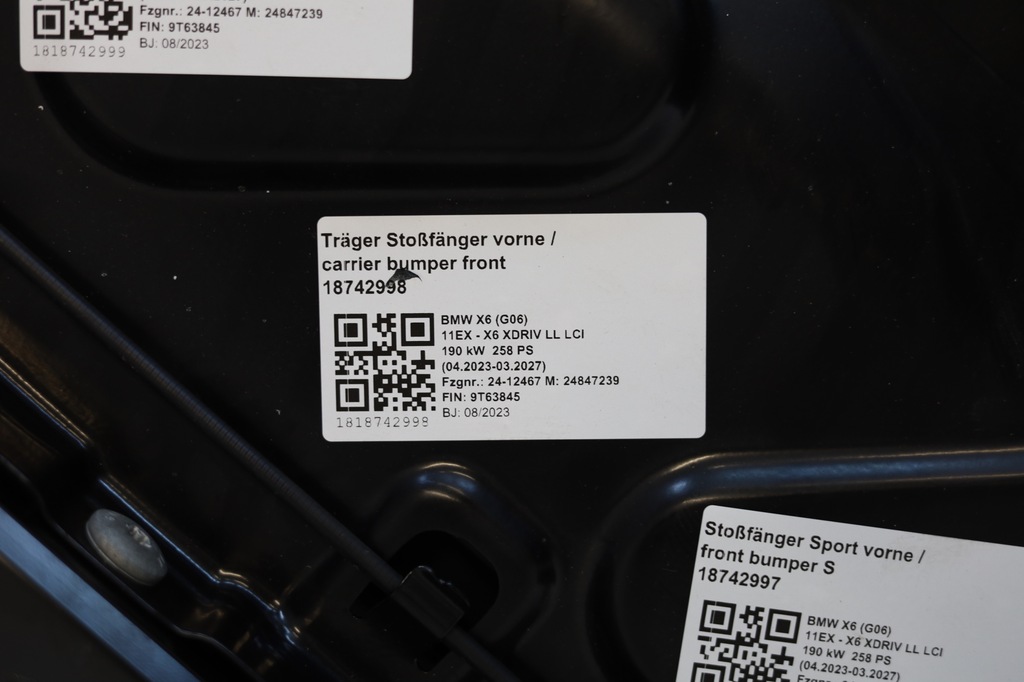 Fzgnr.: 24-12467 M: 24847239
FIN: 9T63845
BJ: 08/2023
1818742999
Träger Stoßfänger vorne /
carrier bumper front
18742998
BMW X6 (G06)
11EX - X6 XDRIV LL LCI
190 kW 258 PS
(04.2023-03.2027)
Fzgnr.: 24-12467 M: 24847239
FIN: 9T63845
BJ: 08/2023
1818742998
Stoßfänger Sport vorne /
front bumper S
18742997
BMW X6 (G06)
11EX - X6 XDRIV LL LCI
190 kW 258 PS
(04.2023-03.2027)